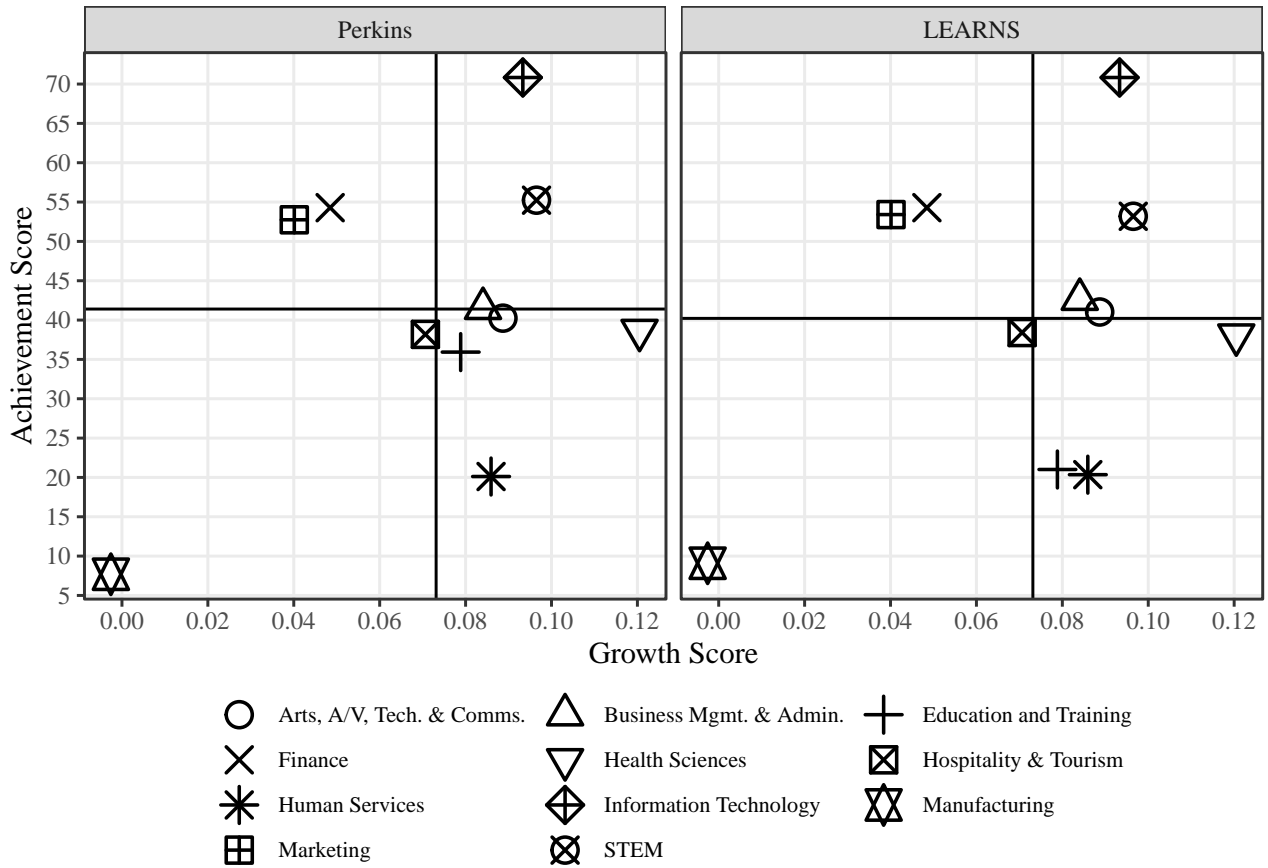 Perkins
LEARNS
Achievement Score
70
65
60
55
50
45
40
35
30
25
20
15
10
5
0.00 0.02 0.04 0.06 0.08 0.10 0.12
0.00 0.02 0.04 0.06 0.08 0.10 0.12
Growth Score
Arts, A/V, Tech. & Comms. Business Mgmt. & Admin. Education and Training
Finance Health Sciences Hospitality & Tourism
Human Services Information Technology Manufacturing
Marketing STEM